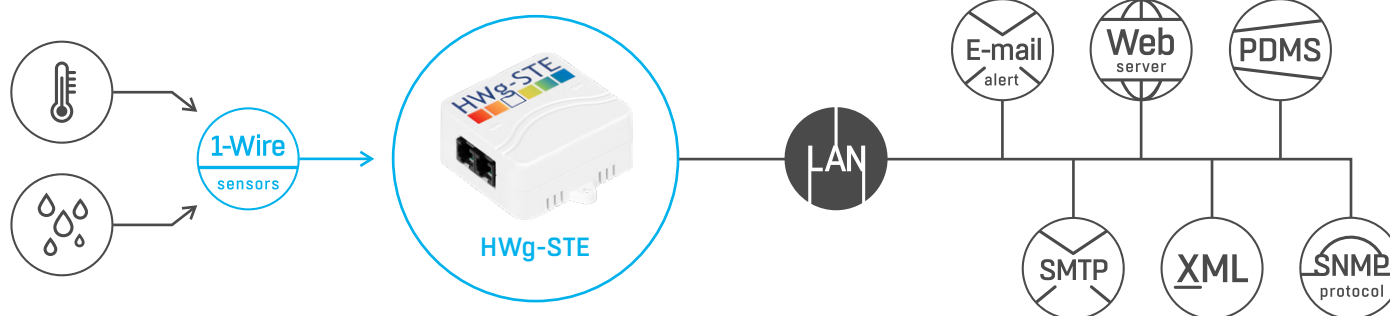 1-Wire
sensors
HWg-STE
HWg-STE
LAN
E-mail
alert
Web
server
PDMS
SMTP
XML
SNMP
protocol